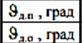 ϑд.п , град
ϑд.о , град